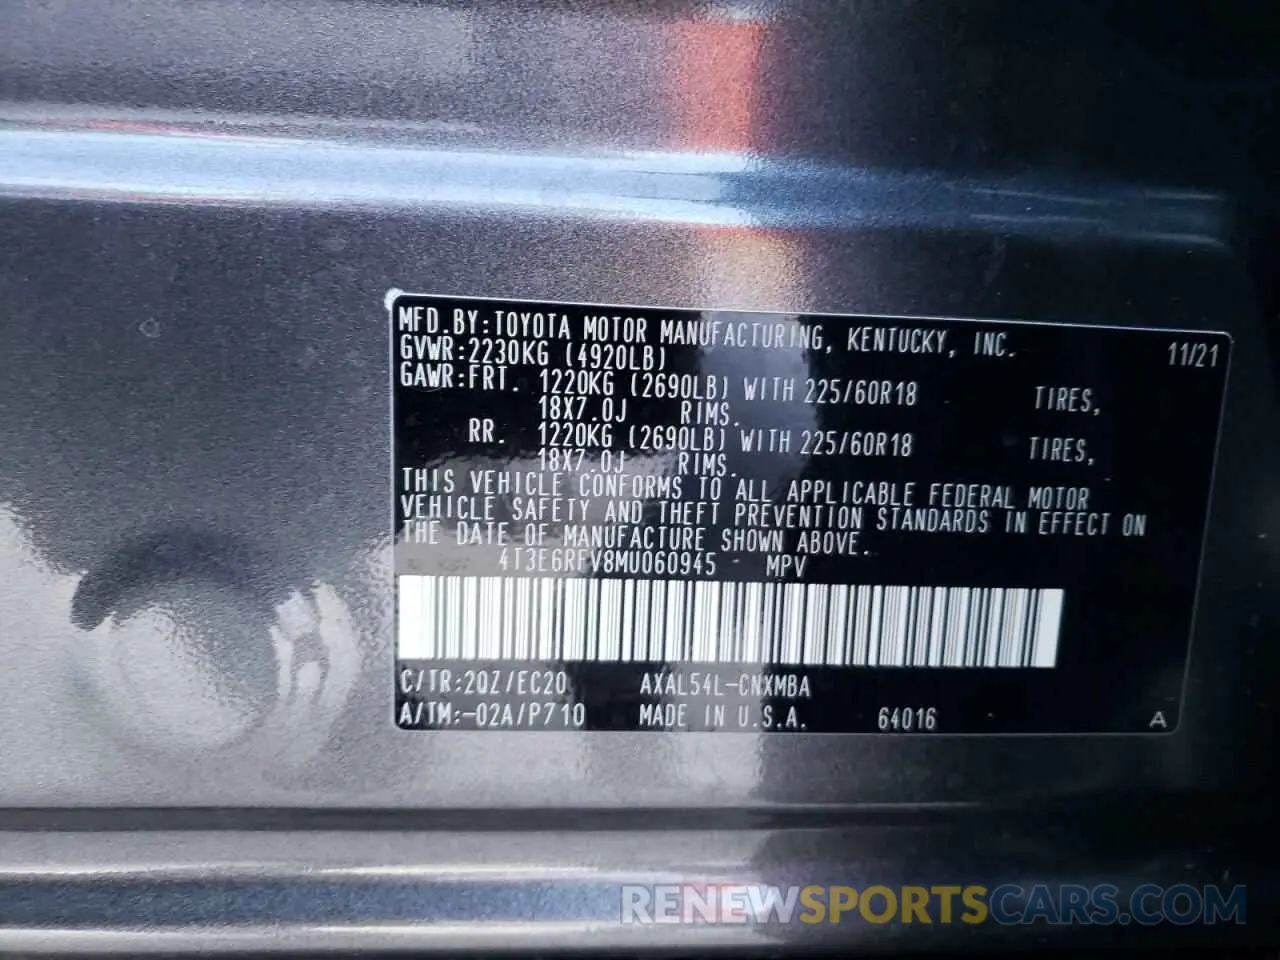 MFD.BY:TOYOTA MOTOR MANUFACTURING, KENTUCKY, INC. 11/21
GVWR:2230KG (4920LB)
GAWR:FRT. 1220KG (2690LB) WITH 225/60R18 TIRES,
18X7.0J RIMS.
RR. 1220KG (2690LB) WITH 225/60R18 TIRES,
18X7.0J RIMS.
THIS VEHICLE CONFORMS TO ALL APPLICABLE FEDERAL MOTOR
VEHICLE SAFETY AND THEFT PREVENTION STANDARDS IN EFFECT ON
THE DATE OF MANUFACTURE SHOWN ABOVE.
4T3E6RFV8MU060945 MPV
C/TR:2QZ/EC20 AXAL54L-CNXMBA
A/TM:-02A/P710 MADE IN U.S.A. 64016 A
RENEWSPORTSCARS.COM